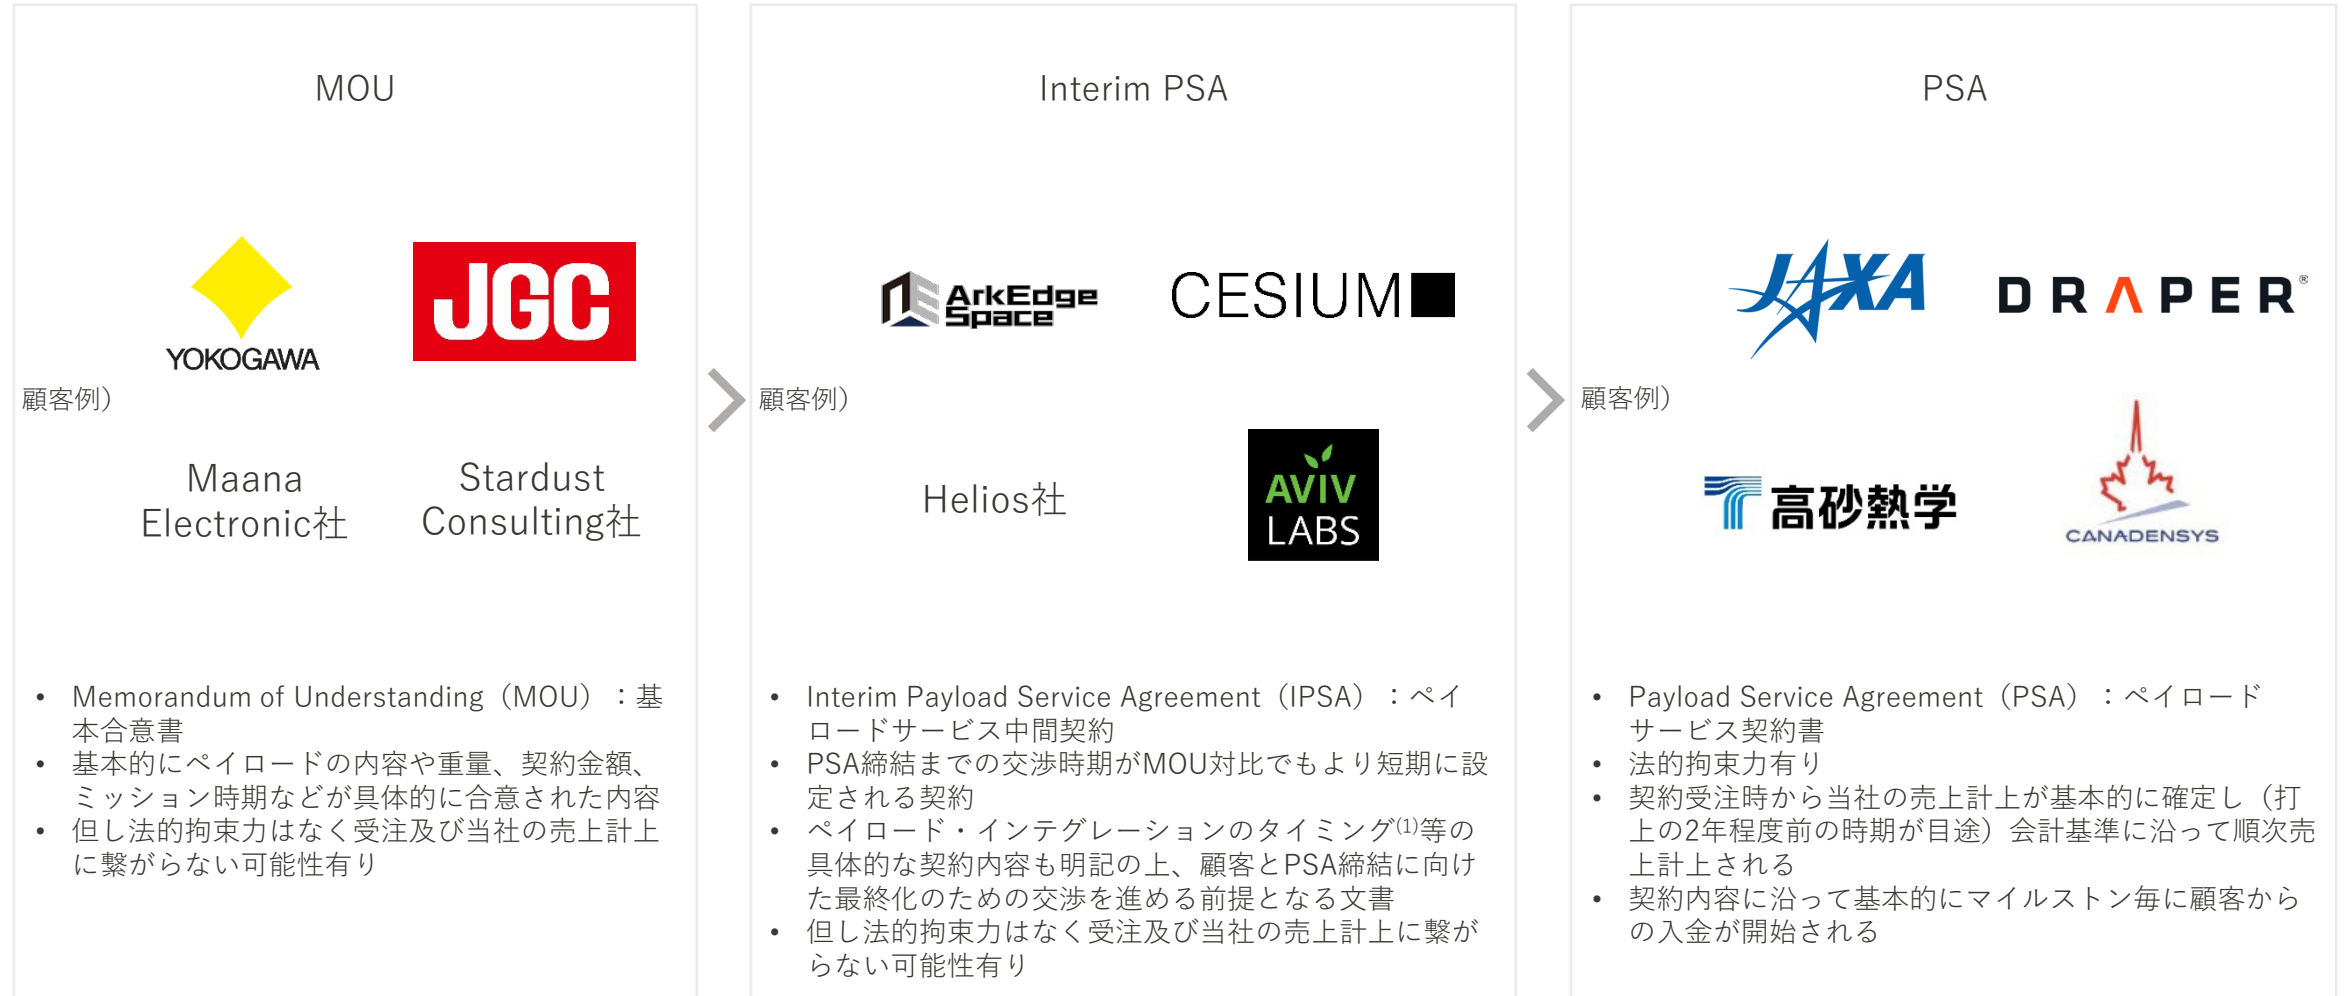 MOU
YOKOGAWA
JGC
顧客例）
Maana
Electronic社
Stardust
Consulting社
• Memorandum of Understanding（MOU）：基
本合意書
• 基本的にペイロードの内容や重量、契約金額、
ミッション時期などが具体的に合意された内容
• 但し法的拘束力はなく受注及び当社の売上計上
に繋がらない可能性有り
Interim PSA
ArkEdge
Space
CESIUM
顧客例）
Helios社
AVIV
LABS
• Interim Payload Service Agreement（IPSA）：ペイ
ロードサービス中間契約
• PSA締結までの交渉時期がMOU対比でもより短期に設
定される契約
• ペイロード・インテグレーションのタイミング(1)等の
具体的な契約内容も明記の上、顧客とPSA締結に向け
た最終化のための交渉を進める前提となる文書
• 但し法的拘束力はなく受注及び当社の売上計上に繋が
らない可能性有り
PSA
JAXA
DRAPER®
顧客例）
高砂熱学
CANADENSYS
• Payload Service Agreement（PSA）：ペイロード
サービス契約書
• 法的拘束力有り
• 契約受注時から当社の売上計上が基本的に確定し（打
上の2年程度前の時期が目途）会計基準に沿って順次売
上計上される
• 契約内容に沿って基本的にマイルストン毎に顧客から
の入金が開始される